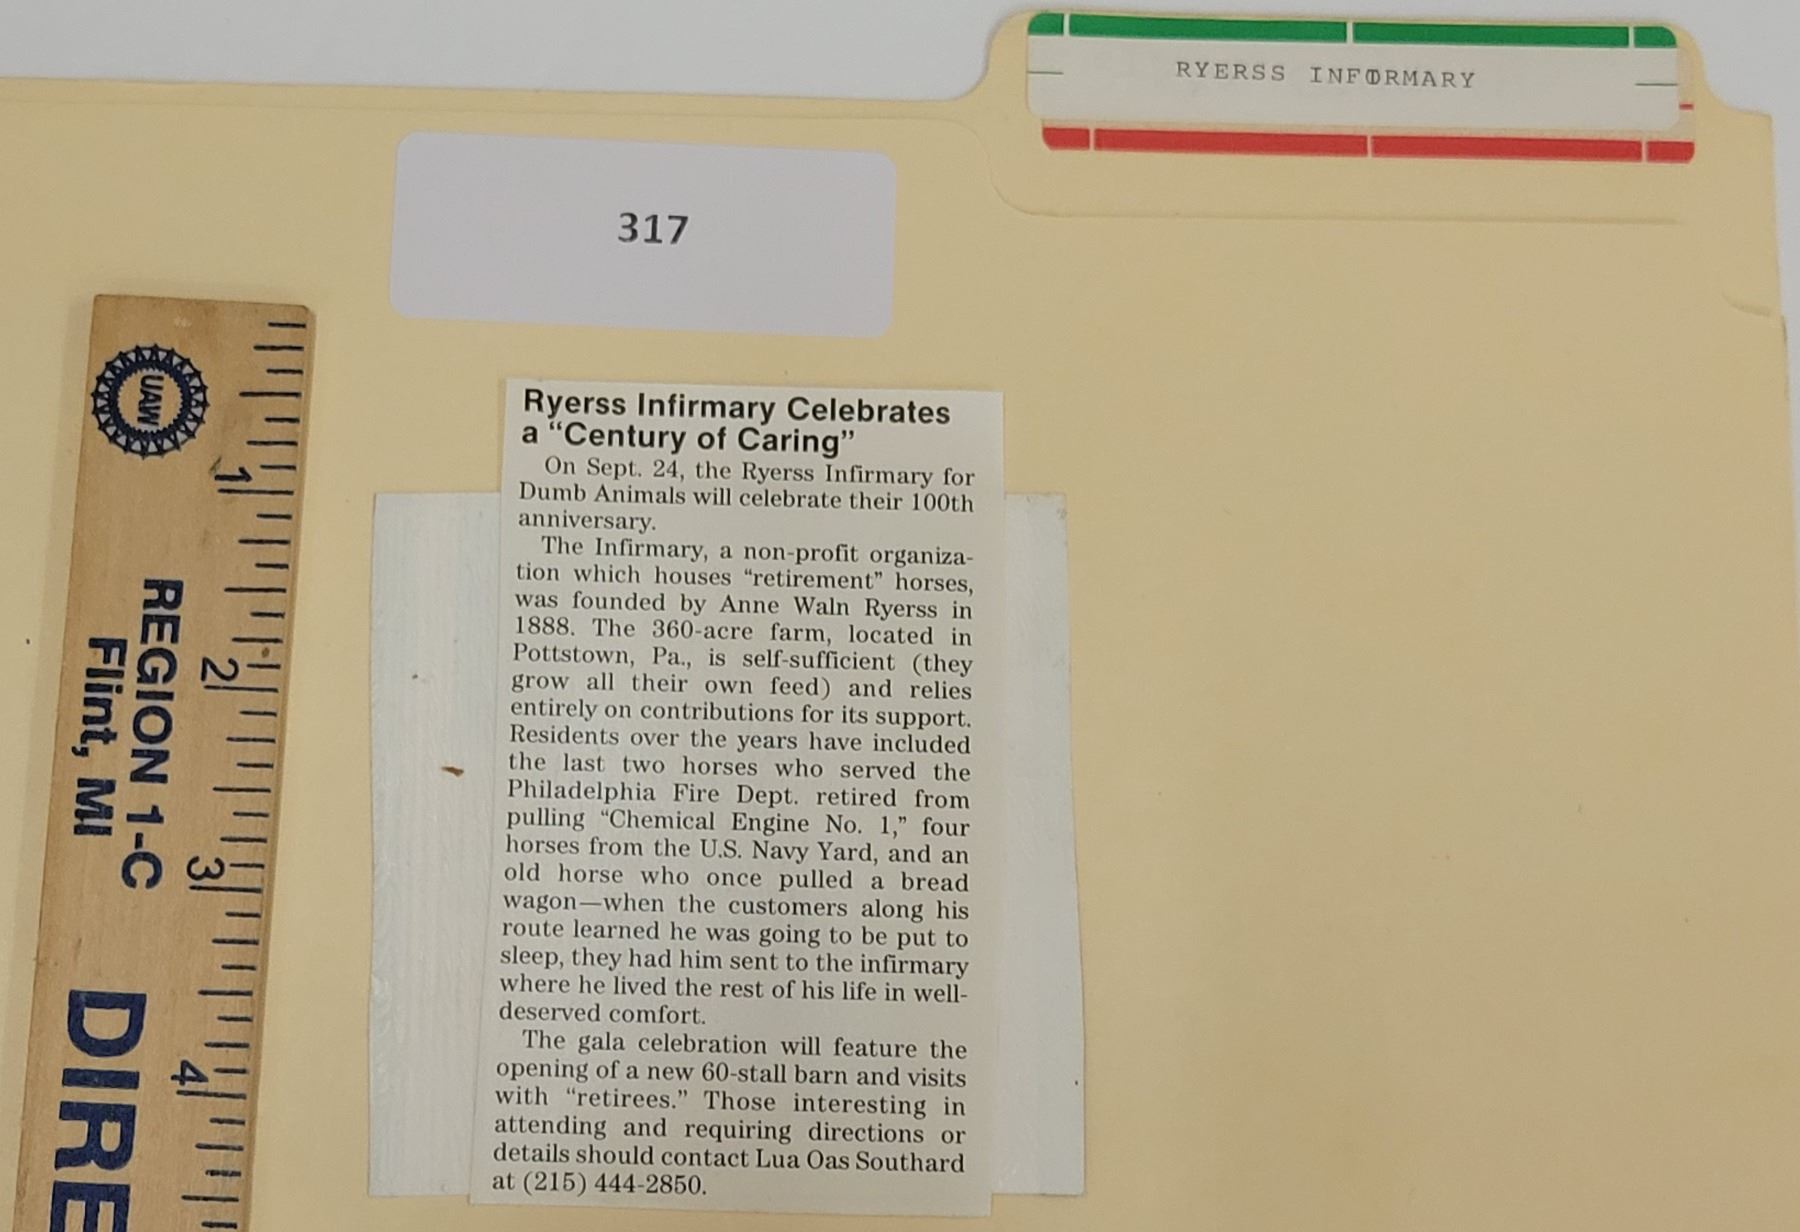 RYERSS INFORMARY
317
Ryerss Infirmary Celebrates
a “Century of Caring”
On Sept. 24, the Ryerss Infirmary for
Dumb Animals will celebrate their 100th
anniversary.
The Infirmary, a non-profit organiza-
tion which houses “retirement” horses,
was founded by Anne Waln Ryerss in
1888. The 360-acre farm, located in
Pottstown, Pa., is self-sufficient (they
grow all their own feed) and relies
entirely on contributions for its support.
Residents over the years have included
the last two horses who served the
Philadelphia Fire Dept. retired from
pulling “Chemical Engine No. 1,” four
horses from the U.S. Navy Yard, and an
old horse who once pulled a bread
wagon—when the customers along his
route learned he was going to be put to
sleep, they had him sent to the infirmary
where he lived the rest of his life in well-
deserved comfort.
The gala celebration will feature the
opening of a new 60-stall barn and visits
with “retirees.” Those interesting in
attending and requiring directions or
details should contact Lua Oas Southard
at (215) 444-2850.
UAW
REGION 1-C
Flint, MI
DIRE
1
2
3
4